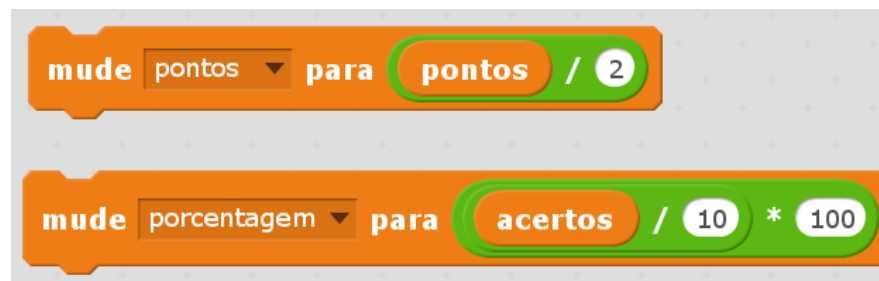 mude pontos para pontos / 2
mude porcentagem para acertos / 10 * 100